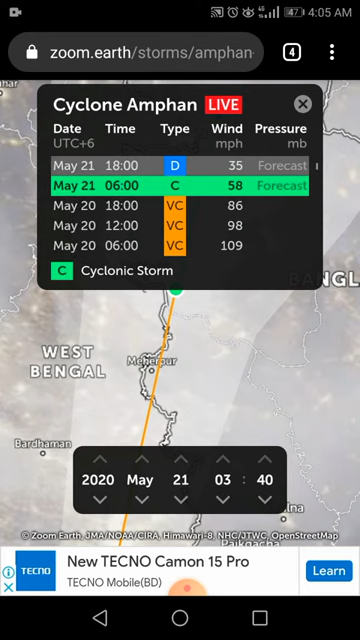 4G 47 4:05 AM
zoom.earth/storms/amphan- 4
Cyclone Amphan LIVE
Date Time Type Wind Pressure
UTC+6 mph mb
May 21 18:00 D 35 Forecast
May 21 06:00 C 58 Forecast
May 20 18:00 VC 86
May 20 12:00 VC 98
May 20 06:00 VC 109
C Cyclonic Storm
BANGL
WEST
BENGAL
Meherpur
Bardhaman
2020 May 21 03 : 40
lna
© Zoom Earth, JMA/NOAA/CIRA, Himawari-8, NHC/JTWC, OpenStreetMap
Paikgacha
TECNO
New TECNO Camon 15 Pro
TECNO Mobile(BD)
Learn